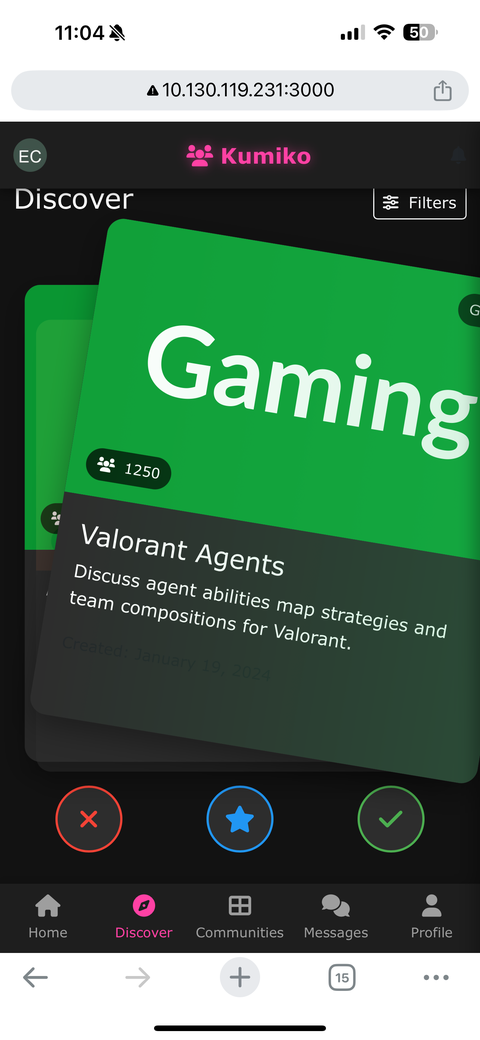 11:04
50
10.130.119.231:3000
EC
Kumiko
Discover
Filters
G
Gaming
1250
Valorant Agents
Discuss agent abilities map strategies and
team compositions for Valorant.
Created: January 19, 2024
Home
Discover
Communities
Messages
Profile
15